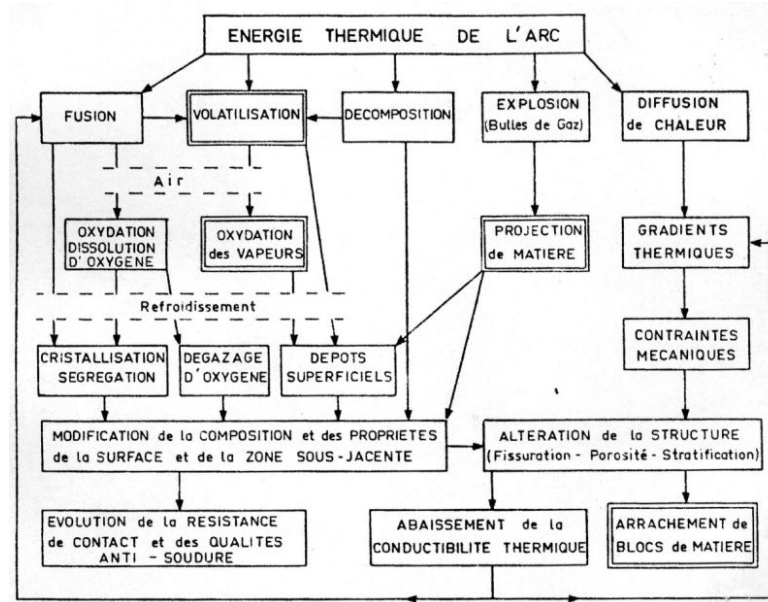 ENERGIE THERMIQUE DE L'ARC
FUSION
VOLATILISATION
DECOMPOSITION
EXPLOSION
(Bulles de Gaz)
DIFFUSION
de CHALEUR
Air
OXYDATION
DISSOLUTION
D'OXYGENE
OXYDATION
des VAPEURS
PROJECTION
de MATIERE
GRADIENTS
THERMIQUES
Refroidissement
CRISTALLISATION
SEGREGATION
DEGAZAGE
D'OXYGENE
DEPOTS
SUPERFICIELS
CONTRAINTES
MECANIQUES
MODIFICATION de la COMPOSITION et des PROPRIETES
de la SURFACE et de la ZONE SOUS-JACENTE
ALTERATION de la STRUCTURE
(Fissuration - Porosité - Stratification)
EVOLUTION de la RESISTANCE
de CONTACT et des QUALITES
ANTI - SOUDURE
ABAISSEMENT de la
CONDUCTIBILITE THERMIQUE
ARRACHEMENT de
BLOCS de MATIERE